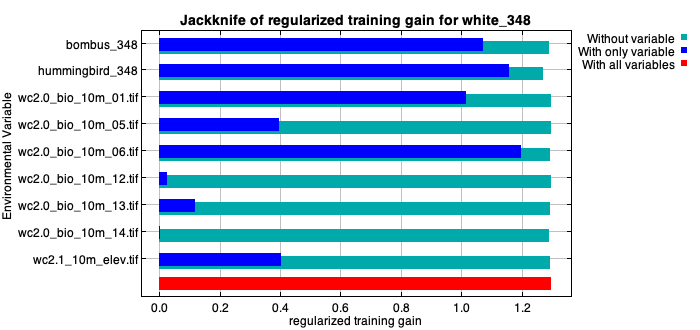 Jackknife of regularized training gain for white_348
Without variable
With only variable
With all variables
Environmental Variable
bombus_348
hummingbird_348
wc2.0_bio_10m_01.tif
wc2.0_bio_10m_05.tif
wc2.0_bio_10m_06.tif
wc2.0_bio_10m_12.tif
wc2.0_bio_10m_13.tif
wc2.0_bio_10m_14.tif
wc2.1_10m_elev.tif
0.0 0.2 0.4 0.6 0.8 1.0 1.2
regularized training gain